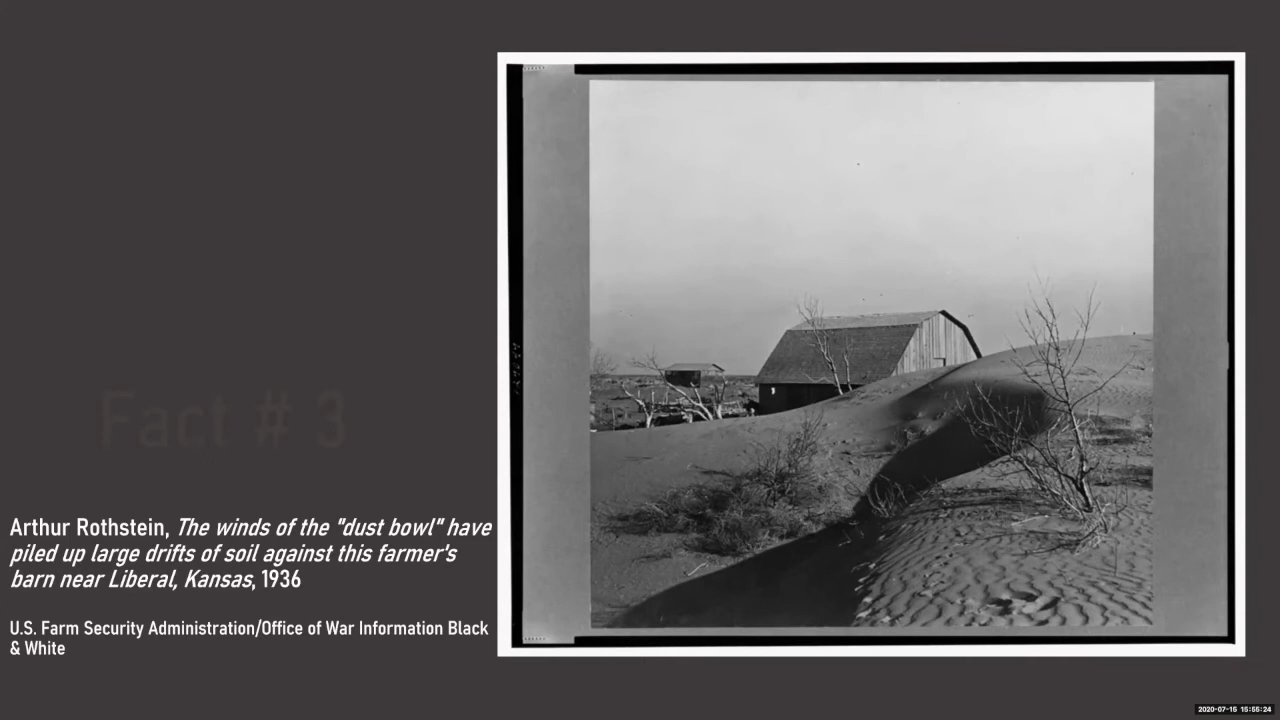 Fact # 3
Arthur Rothstein, The winds of the "dust bowl" have
piled up large drifts of soil against this farmer's
barn near Liberal, Kansas, 1936
U.S. Farm Security Administration/Office of War Information Black
& White
2020-07-15 15:55:24